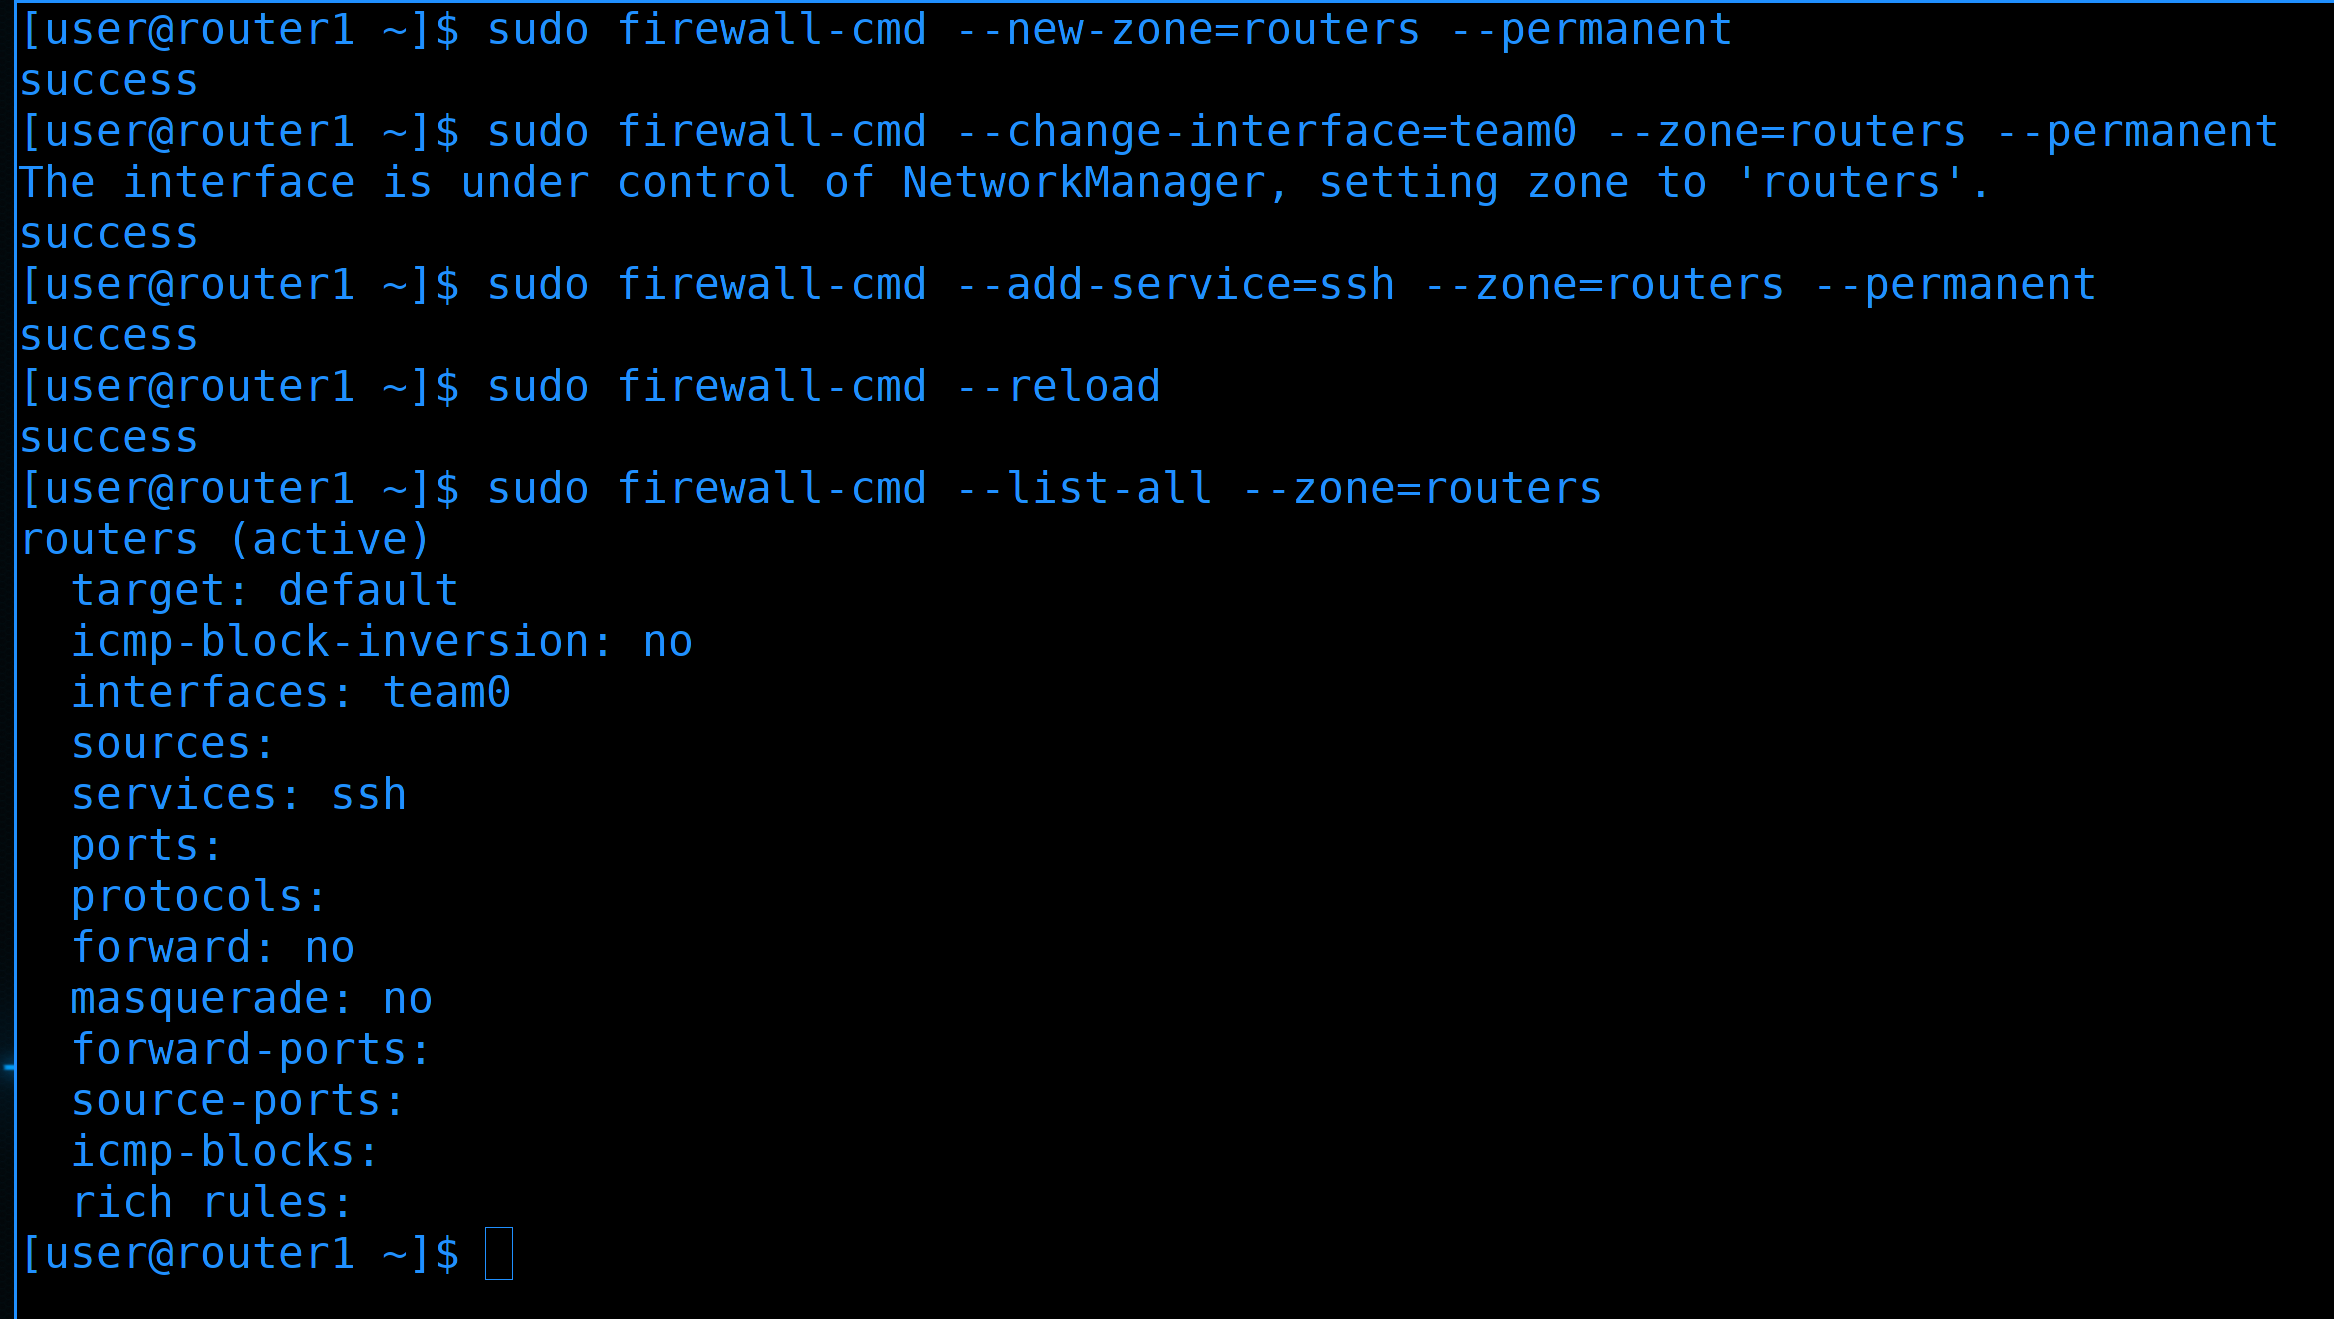 [user@router1 ~]$ sudo firewall-cmd --new-zone=routers --permanent
success
[user@router1 ~]$ sudo firewall-cmd --change-interface=team0 --zone=routers --permanent
The interface is under control of NetworkManager, setting zone to 'routers'.
success
[user@router1 ~]$ sudo firewall-cmd --add-service=ssh --zone=routers --permanent
success
[user@router1 ~]$ sudo firewall-cmd --reload
success
[user@router1 ~]$ sudo firewall-cmd --list-all --zone=routers
routers (active)
  target: default
  icmp-block-inversion: no
  interfaces: team0
  sources:
  services: ssh
  ports:
  protocols:
  forward: no
  masquerade: no
  forward-ports:
  source-ports:
  icmp-blocks:
  rich rules:
[user@router1 ~]$